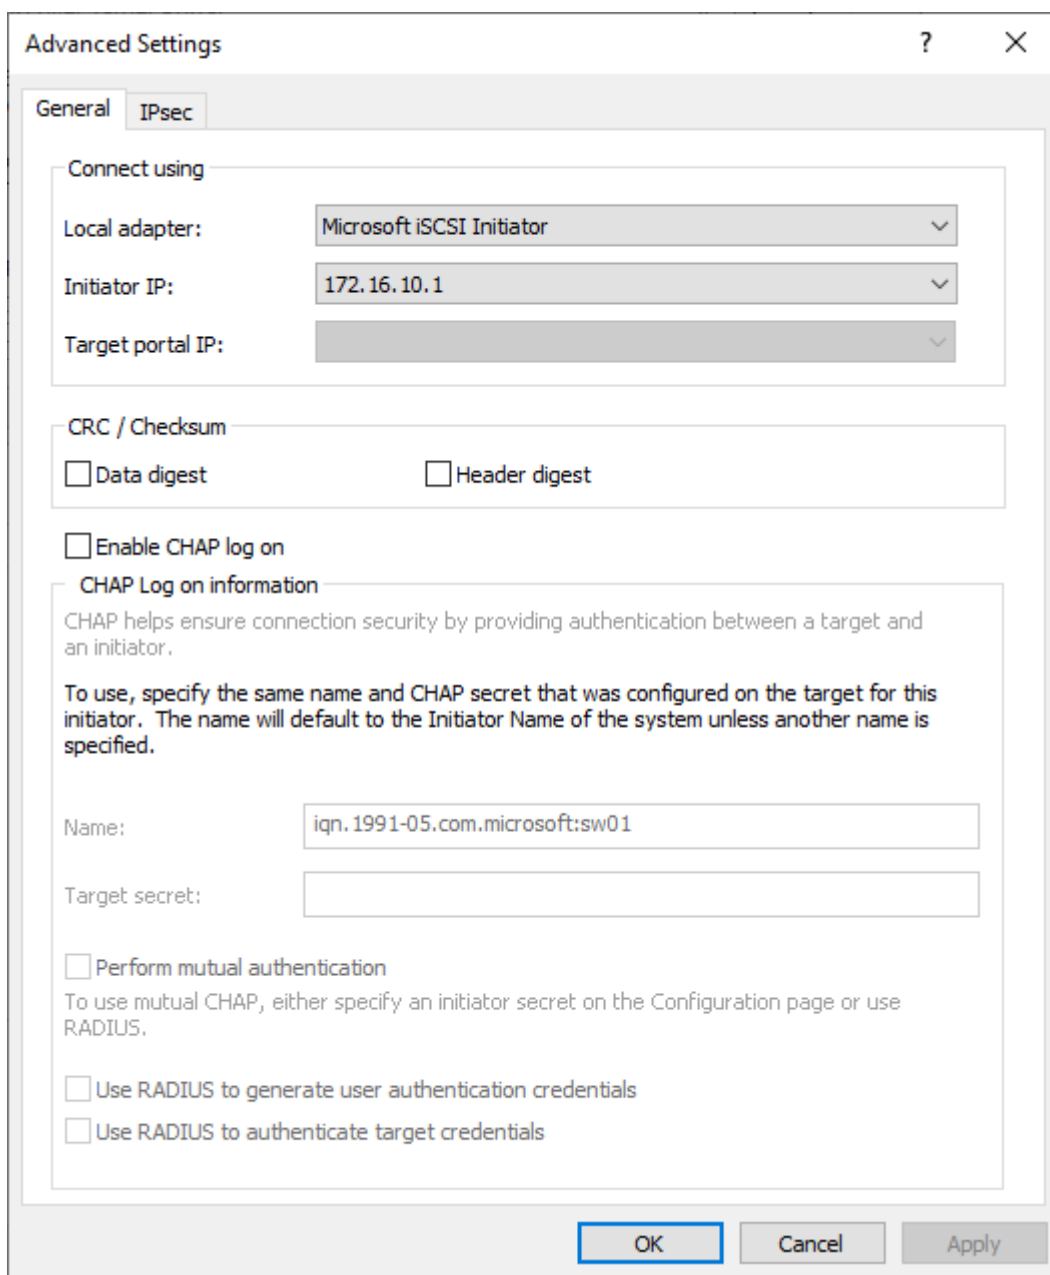 Advanced Settings
?
General
IPsec
Connect using
Local adapter:
Microsoft iSCSI Initiator
Initiator IP:
172.16.10.1
Target portal IP:
CRC / Checksum
Data digest
Header digest
Enable CHAP log on
CHAP Log on information
CHAP helps ensure connection security by providing authentication between a target and
an initiator.
To use, specify the same name and CHAP secret that was configured on the target for this
initiator.  The name will default to the Initiator Name of the system unless another name is
specified.
Name:
iqn.1991-05.com.microsoft:sw01
Target secret:
Perform mutual authentication
To use mutual CHAP, either specify an initiator secret on the Configuration page or use
RADIUS.
Use RADIUS to generate user authentication credentials
Use RADIUS to authenticate target credentials
OK
Cancel
Apply